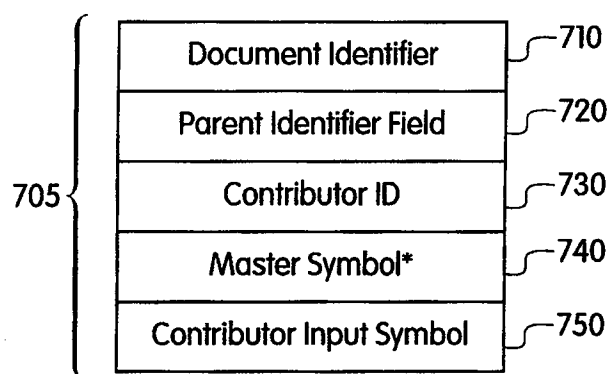 Document Identifier 710
Parent Identifier Field 720
705 Contributor ID 730
Master Symbol* 740
Contributor Input Symbol 750